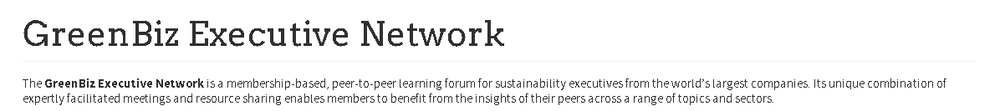 GreenBiz Executive Network
The GreenBiz Executive Network is a membership-based, peer-to-peer learning forum for sustainability executives from the world's largest companies. Its unique combination of
expertly facilitated meetings and resource sharing enables members to benefit from the insights of their peers across a range of topics and sectors.